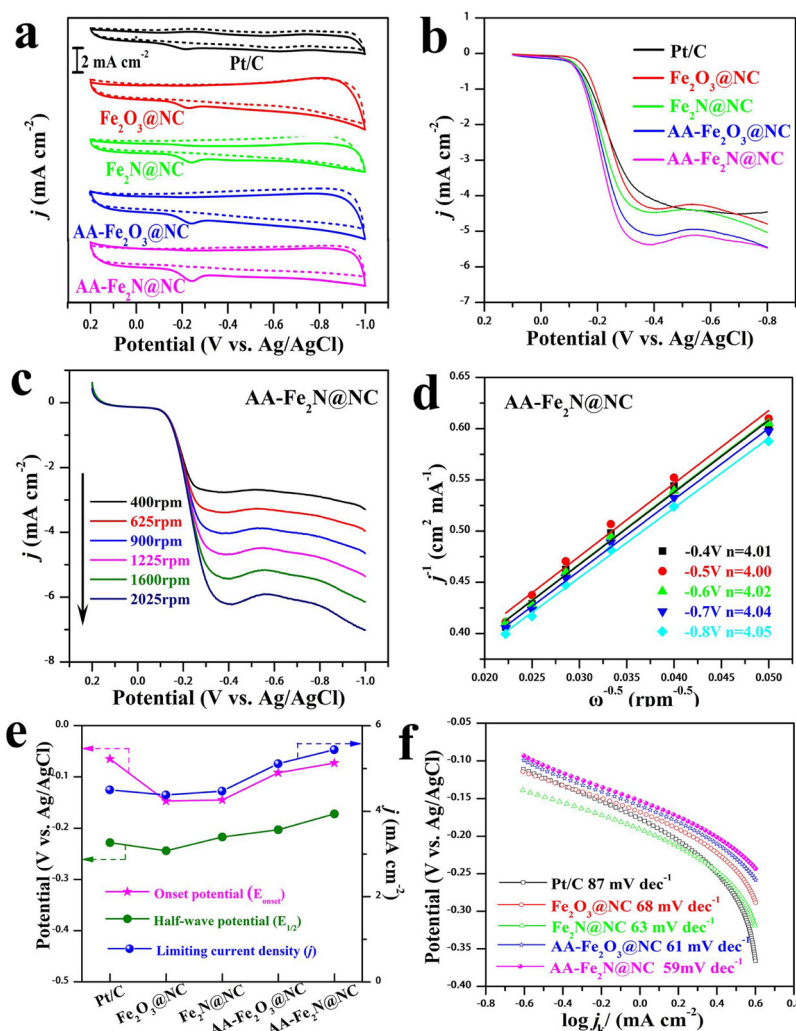 a
2 mA cm⁻²
Pt/C
Fe₂O₃@NC
Fe₂N@NC
AA-Fe₂O₃@NC
AA-Fe₂N@NC
j (mA cm⁻²)
0.2 0.0 -0.2 -0.4 -0.6 -0.8 -1.0
Potential (V vs. Ag/AgCl)
b
Pt/C
Fe₂O₃@NC
Fe₂N@NC
AA-Fe₂O₃@NC
AA-Fe₂N@NC
j (mA cm⁻²)
1
0
-1
-2
-3
-4
-5
-6
-7
0.2 0.0 -0.2 -0.4 -0.6 -0.8
Potential (V vs. Ag/AgCl)
c
AA-Fe₂N@NC
j (mA cm⁻²)
0
-2
-4
-6
-8
400rpm
625rpm
900rpm
1225rpm
1600rpm
2025rpm
0.2 0.0 -0.2 -0.4 -0.6 -0.8 -1.0
Potential (V vs. Ag/AgCl)
d
AA-Fe₂N@NC
j⁻¹ (cm² mA⁻¹)
0.65
0.60
0.55
0.50
0.45
0.40
-0.4V n=4.01
-0.5V n=4.00
-0.6V n=4.02
-0.7V n=4.04
-0.8V n=4.05
0.020 0.025 0.030 0.035 0.040 0.045 0.050
ω⁻⁰·⁵ (rpm⁻⁰·⁵)
e
Potential (V vs. Ag/AgCl)
0.0
-0.1
-0.2
-0.3
-0.4
-0.5
6
4
2
0
j (mA cm⁻²)
Onset potential (Eonset)
Half-wave potential (E1/2)
Limiting current density (j)
Pt/C
Fe₂O₃@NC
Fe₂N@NC
AA-Fe₂O₃@NC
AA-Fe₂N@NC
f
Potential (V vs. Ag/AgCl)
-0.05
-0.10
-0.15
-0.20
-0.25
-0.30
-0.35
-0.40
Pt/C 87 mV dec⁻¹
Fe₂O₃@NC 68 mV dec⁻¹
Fe₂N@NC 63 mV dec⁻¹
AA-Fe₂O₃@NC 61 mV dec⁻¹
AA-Fe₂N@NC 59mV dec⁻¹
-0.6 -0.4 -0.2 0.0 0.2 0.4 0.6 0.8
log jₖ/ (mA cm⁻²)